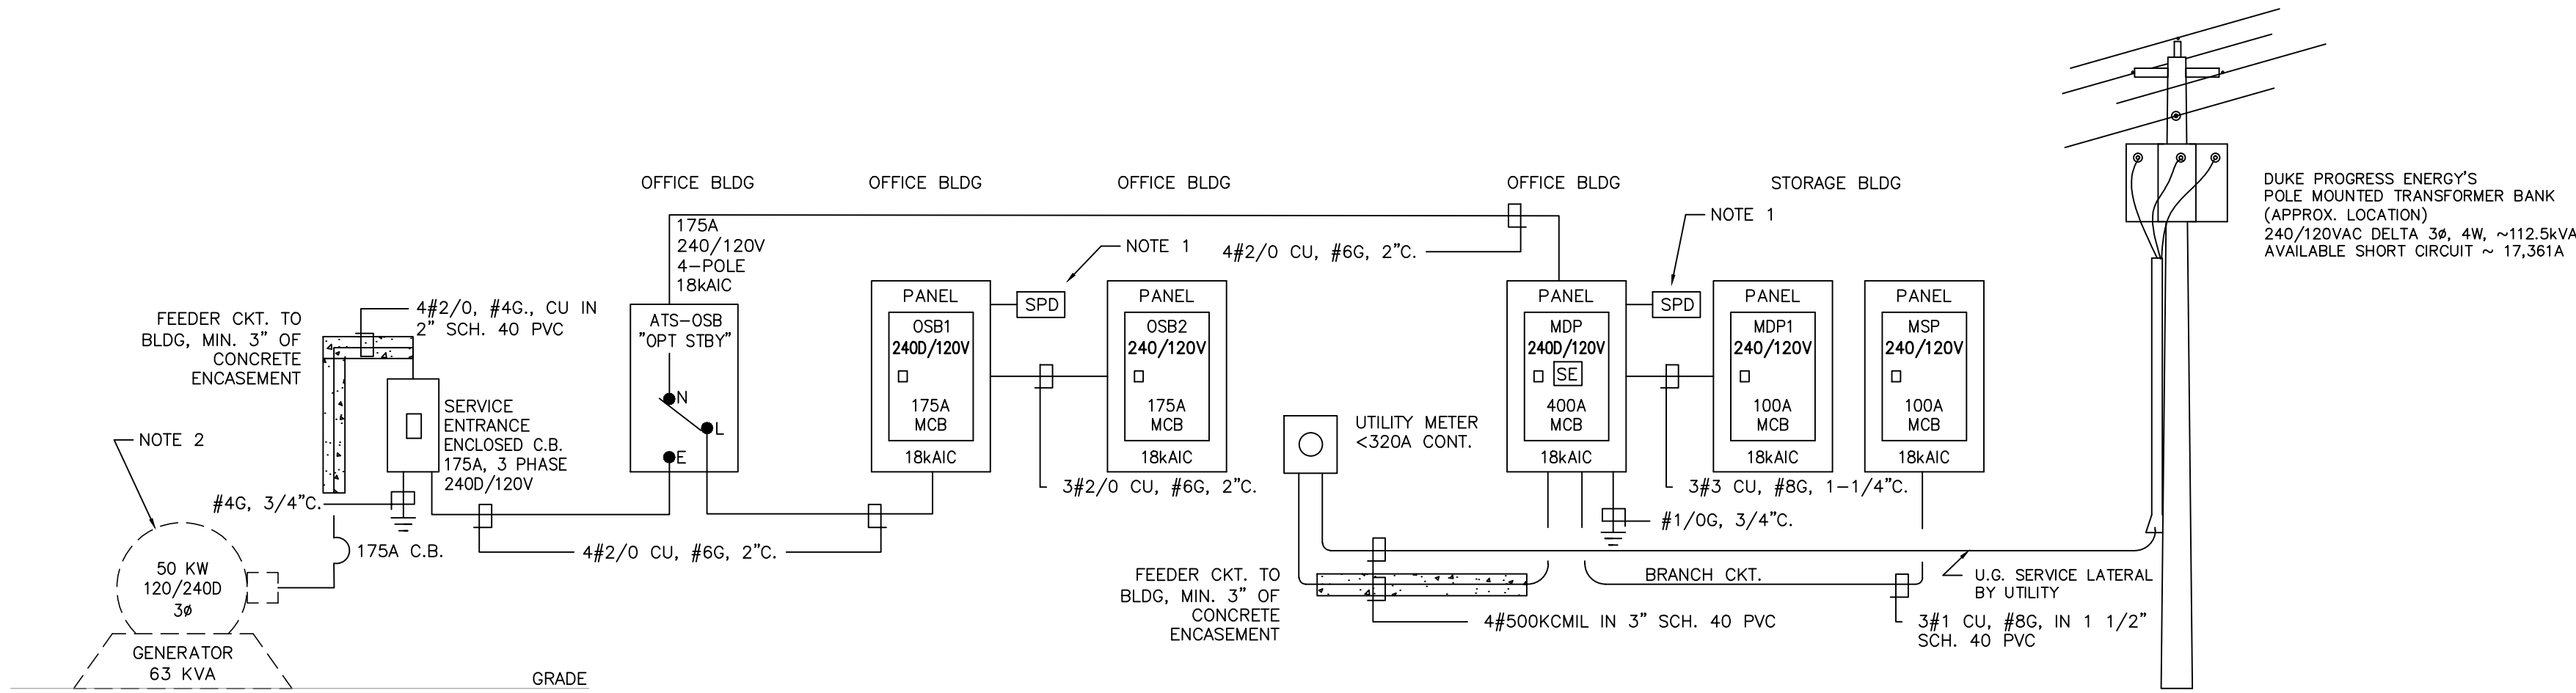 OFFICE BLDG
OFFICE BLDG
OFFICE BLDG
OFFICE BLDG
STORAGE BLDG
DUKE PROGRESS ENERGY'S
POLE MOUNTED TRANSFORMER BANK
(APPROX. LOCATION)
240/120VAC DELTA 3ø, 4W, ~112.5kVA
AVAILABLE SHORT CIRCUIT ~ 17,361A
175A
240/120V
4-POLE
18kAIC
NOTE 1
4#2/0 CU, #6G, 2"C.
NOTE 1
FEEDER CKT. TO
BLDG, MIN. 3" OF
CONCRETE
ENCASEMENT
4#2/0, #4G., CU IN
2" SCH. 40 PVC
ATS-OSB
"OPT STBY"
N
L
E
PANEL
OSB1
240D/120V
175A
MCB
18kAIC
SPD
PANEL
OSB2
240/120V
175A
MCB
18kAIC
3#2/0 CU, #6G, 2"C.
PANEL
MDP
240D/120V
SE
400A
MCB
18kAIC
SPD
PANEL
MDP1
240/120V
100A
MCB
18kAIC
PANEL
MSP
240/120V
100A
MCB
18kAIC
3#3 CU, #8G, 1-1/4"C.
UTILITY METER
<320A CONT.
SERVICE
ENTRANCE
ENCLOSED C.B.
175A, 3 PHASE
240D/120V
NOTE 2
#4G, 3/4"C.
175A C.B.
4#2/0 CU, #6G, 2"C.
#1/0G, 3/4"C.
50 KW
120/240D
3ø
GENERATOR
63 KVA
GRADE
FEEDER CKT. TO
BLDG, MIN. 3" OF
CONCRETE
ENCASEMENT
BRANCH CKT.
4#500KCMIL IN 3" SCH. 40 PVC
U.G. SERVICE LATERAL
BY UTILITY
3#1 CU, #8G, IN 1 1/2"
SCH. 40 PVC